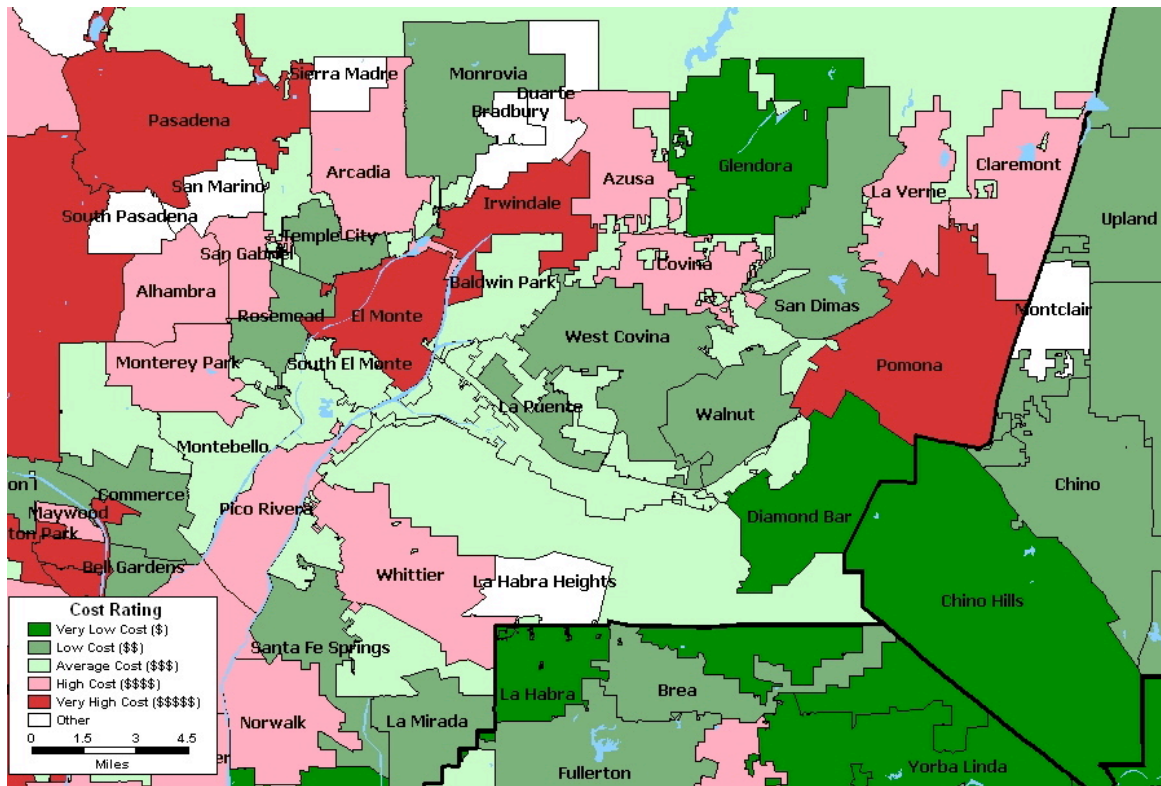 Sierra Madre
Monrovia
Duarte
Bradbury
Pasadena
Glendora
Claremont
Arcadia
Azusa
San Marino
La Verne
Irwindale
South Pasadena
Upland
Temple City
San Gabriel
Covina
Baldwin Park
Alhambra
San Dimas
Montclair
Rosemead
El Monte
West Covina
Monterey Park
South El Monte
Pomona
La Puente
Walnut
Montebello
on I
Commerce
Chino
Maywood
Pico Rivera
Diamond Bar
ton Park
Bell Gardens
Whittier
La Habra Heights
Chino Hills
Santa Fe Springs
La Habra
Brea
Norwalk
La Mirada
er
Fullerton
Yorba Linda
Cost Rating
Very Low Cost ($)
Low Cost ($$)
Average Cost ($$$)
High Cost ($$$$)
Very High Cost ($$$$$)
Other
0 1.5 3 4.5
Miles